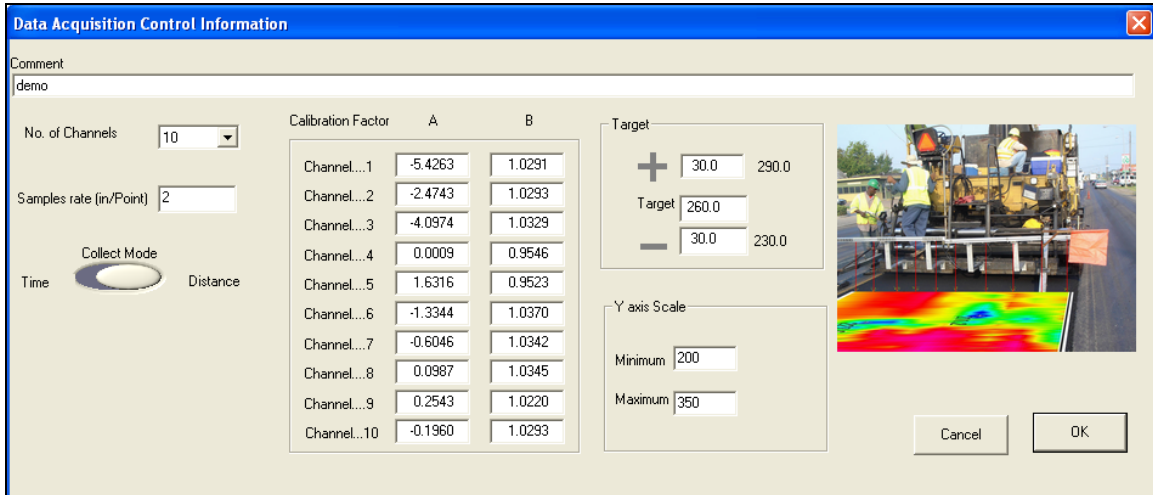 Data Acquisition Control Information
Comment
demo
No. of Channels 10
Samples rate (in/Point) 2
Collect Mode
Time Distance
Calibration Factor A B
Channel....1 -5.4263 1.0291
Channel....2 -2.4743 1.0293
Channel....3 -4.0974 1.0329
Channel....4 0.0009 0.9546
Channel....5 1.6316 0.9523
Channel....6 -1.3344 1.0370
Channel....7 -0.6046 1.0342
Channel....8 0.0987 1.0345
Channel....9 0.2543 1.0220
Channel...10 -0.1960 1.0293
Target
+ 30.0 290.0
Target 260.0
− 30.0 230.0
Y axis Scale
Minimum 200
Maximum 350
Cancel OK